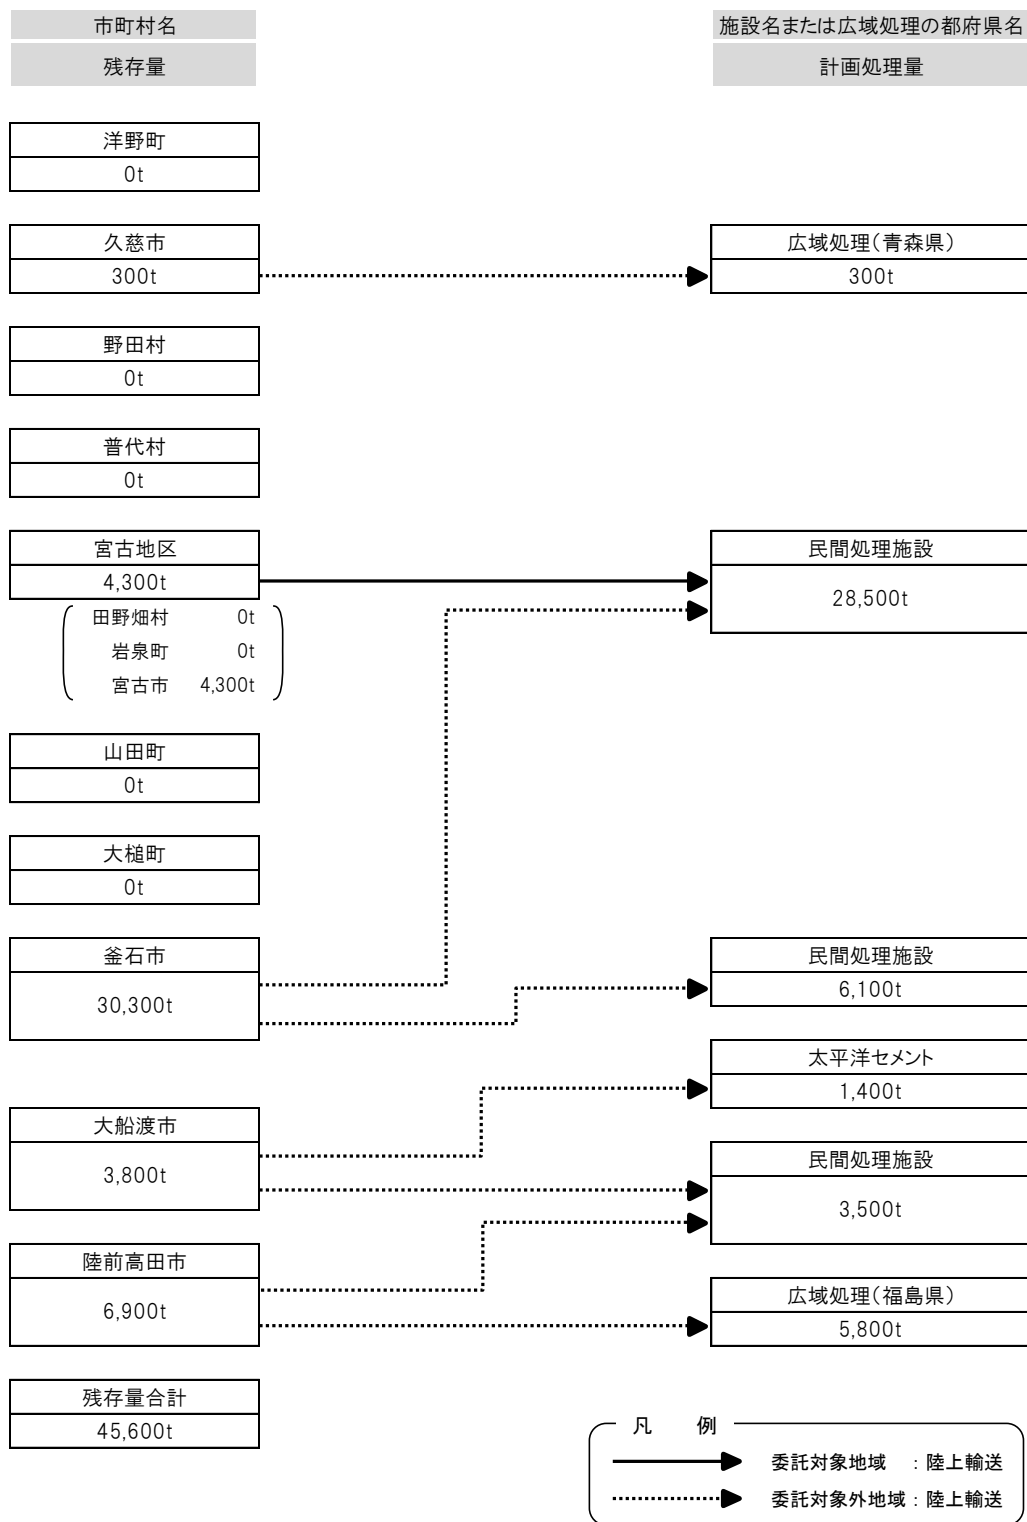 市町村名
施設名または広域処理の都府県名
残存量
計画処理量
洋野町
0t
久慈市
300t
広域処理(青森県)
300t
野田村
0t
普代村
0t
宮古地区
4,300t
田野畑村 0t
岩泉町 0t
宮古市 4,300t
民間処理施設
28,500t
山田町
0t
大槌町
0t
釜石市
30,300t
民間処理施設
6,100t
太平洋セメント
1,400t
大船渡市
3,800t
民間処理施設
3,500t
陸前高田市
6,900t
広域処理(福島県)
5,800t
残存量合計
45,600t
凡 例
委託対象地域 : 陸上輸送
委託対象外地域 : 陸上輸送